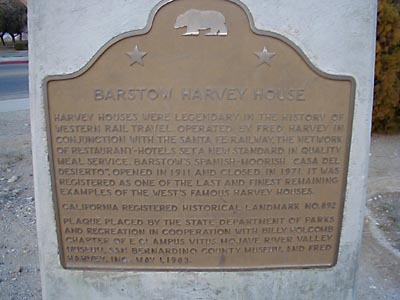 BARSTOW HARVEY HOUSE
HARVEY HOUSES WERE LEGENDARY IN THE HISTORY OF
WESTERN RAIL TRAVEL. OPERATED BY FRED HARVEY IN
CONJUNCTION WITH THE SANTA FE RAILWAY, THE NETWORK
OF RESTAURANT-HOTELS SET A NEW STANDARD IN QUALITY
MEAL SERVICE. BARSTOW'S SPANISH-MOORISH "CASA DEL
DESIERTO", OPENED IN 1911 AND CLOSED IN 1971. IT WAS
REGISTERED AS ONE OF THE LAST AND FINEST REMAINING
EXAMPLES OF THE WEST'S FAMOUS HARVEY HOUSES.
CALIFORNIA REGISTERED HISTORICAL LANDMARK NO. 892
PLAQUE PLACED BY THE STATE DEPARTMENT OF PARKS
AND RECREATION IN COOPERATION WITH BILLY HOLCOMB
CHAPTER OF E CLAMPUS VITUS, MOJAVE RIVER VALLEY
MUSEUM, SAN BERNARDINO COUNTY MUSEUM, AND FRED
HARVEY, INC. MAY 1, 1983.